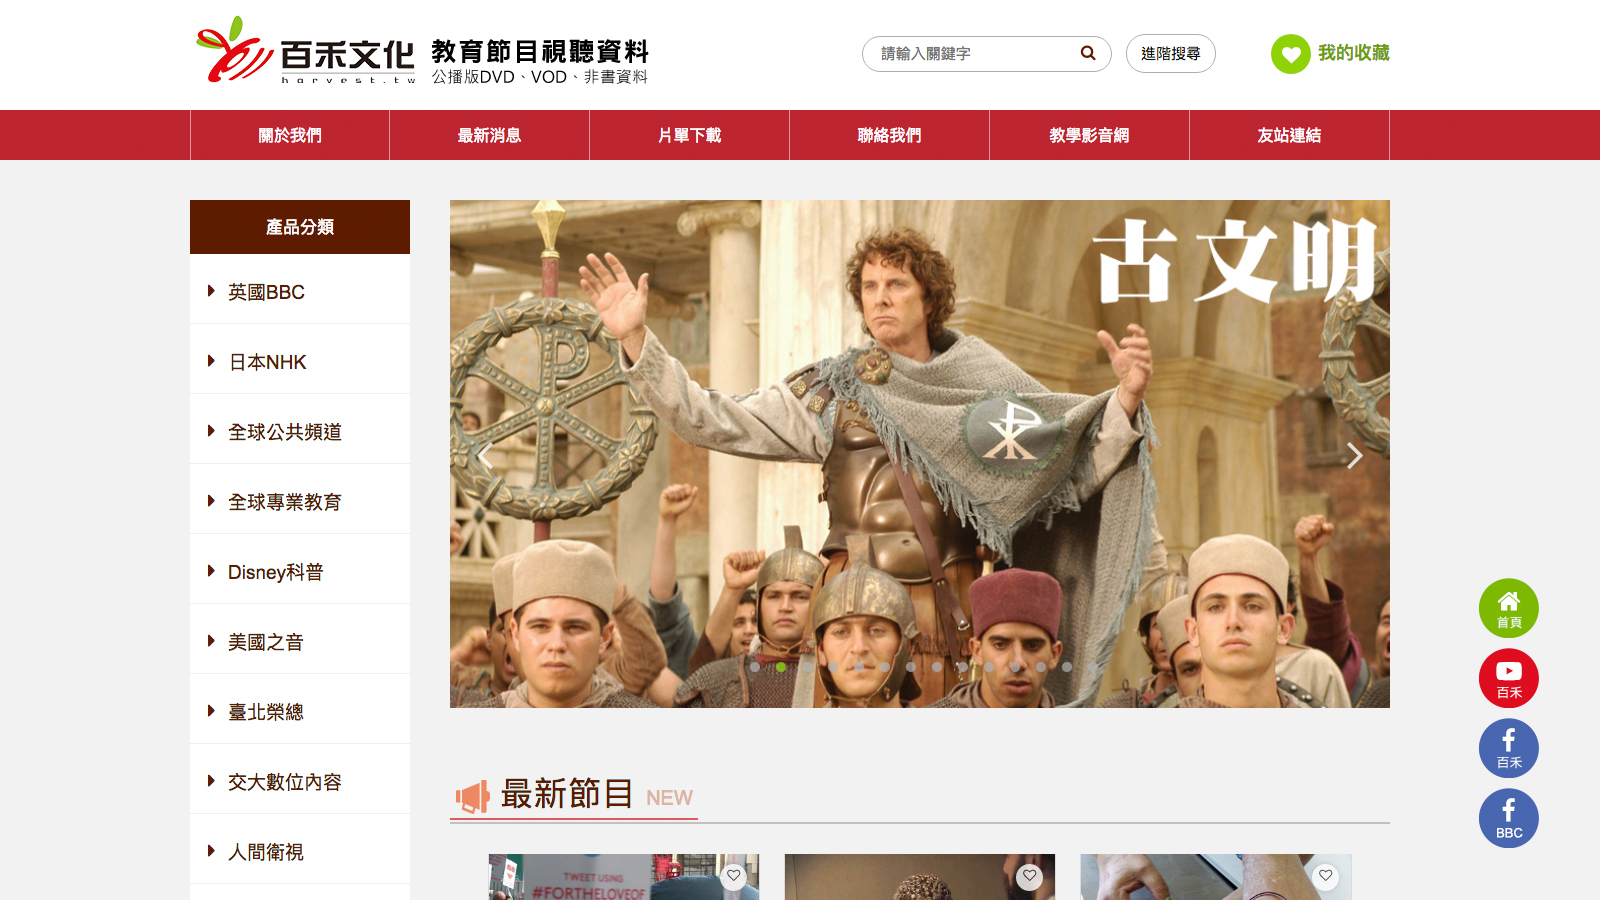 百禾文化
harvest.tw
教育節目視聽資料
公播版DVD、VOD、非書資料
請輸入關鍵字
進階搜尋
我的收藏
關於我們
最新消息
片單下載
聯絡我們
教學影音網
友站連結
產品分類
英國BBC
日本NHK
全球公共頻道
全球專業教育
Disney科普
美國之音
臺北榮總
交大數位內容
人間衛視
古文明
首頁
百禾
百禾
BBC
最新節目 NEW
TWEET USING
#FORTHELOVEOF